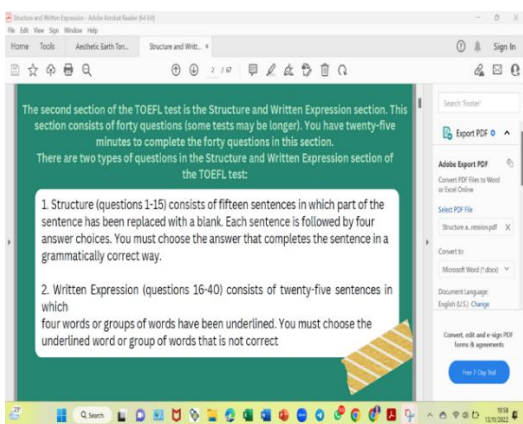 Structure and Written Expression - Adobe Acrobat Reader (64-bit)
File Edit View Sign Window Help
Home Tools Aesthetic Earth Ton... Structure and Writt... × Sign In
2 / 67
The second section of the TOEFL test is the Structure and Written Expression section. This
section consists of forty questions (some tests may be longer). You have twenty-five
minutes to complete the forty questions in this section.
There are two types of questions in the Structure and Written Expression section of
the TOEFL test:
1. Structure (questions 1-15) consists of fifteen sentences in which part of the
sentence has been replaced with a blank. Each sentence is followed by four
answer choices. You must choose the answer that completes the sentence in a
grammatically correct way.
2. Written Expression (questions 16-40) consists of twenty-five sentences in
which
four words or groups of words have been underlined. You must choose the
underlined word or group of words that is not correct
Search 'Footer'
Export PDF
Adobe Export PDF
Convert PDF Files to Word
or Excel Online
Select PDF File
Structure a...ression.pdf X
Convert to
Microsoft Word (*.docx)
Document Language:
English (U.S.) Change
Convert, edit and e-sign PDF
forms & agreements
Free 7-Day Trial
Search
13/11/2022